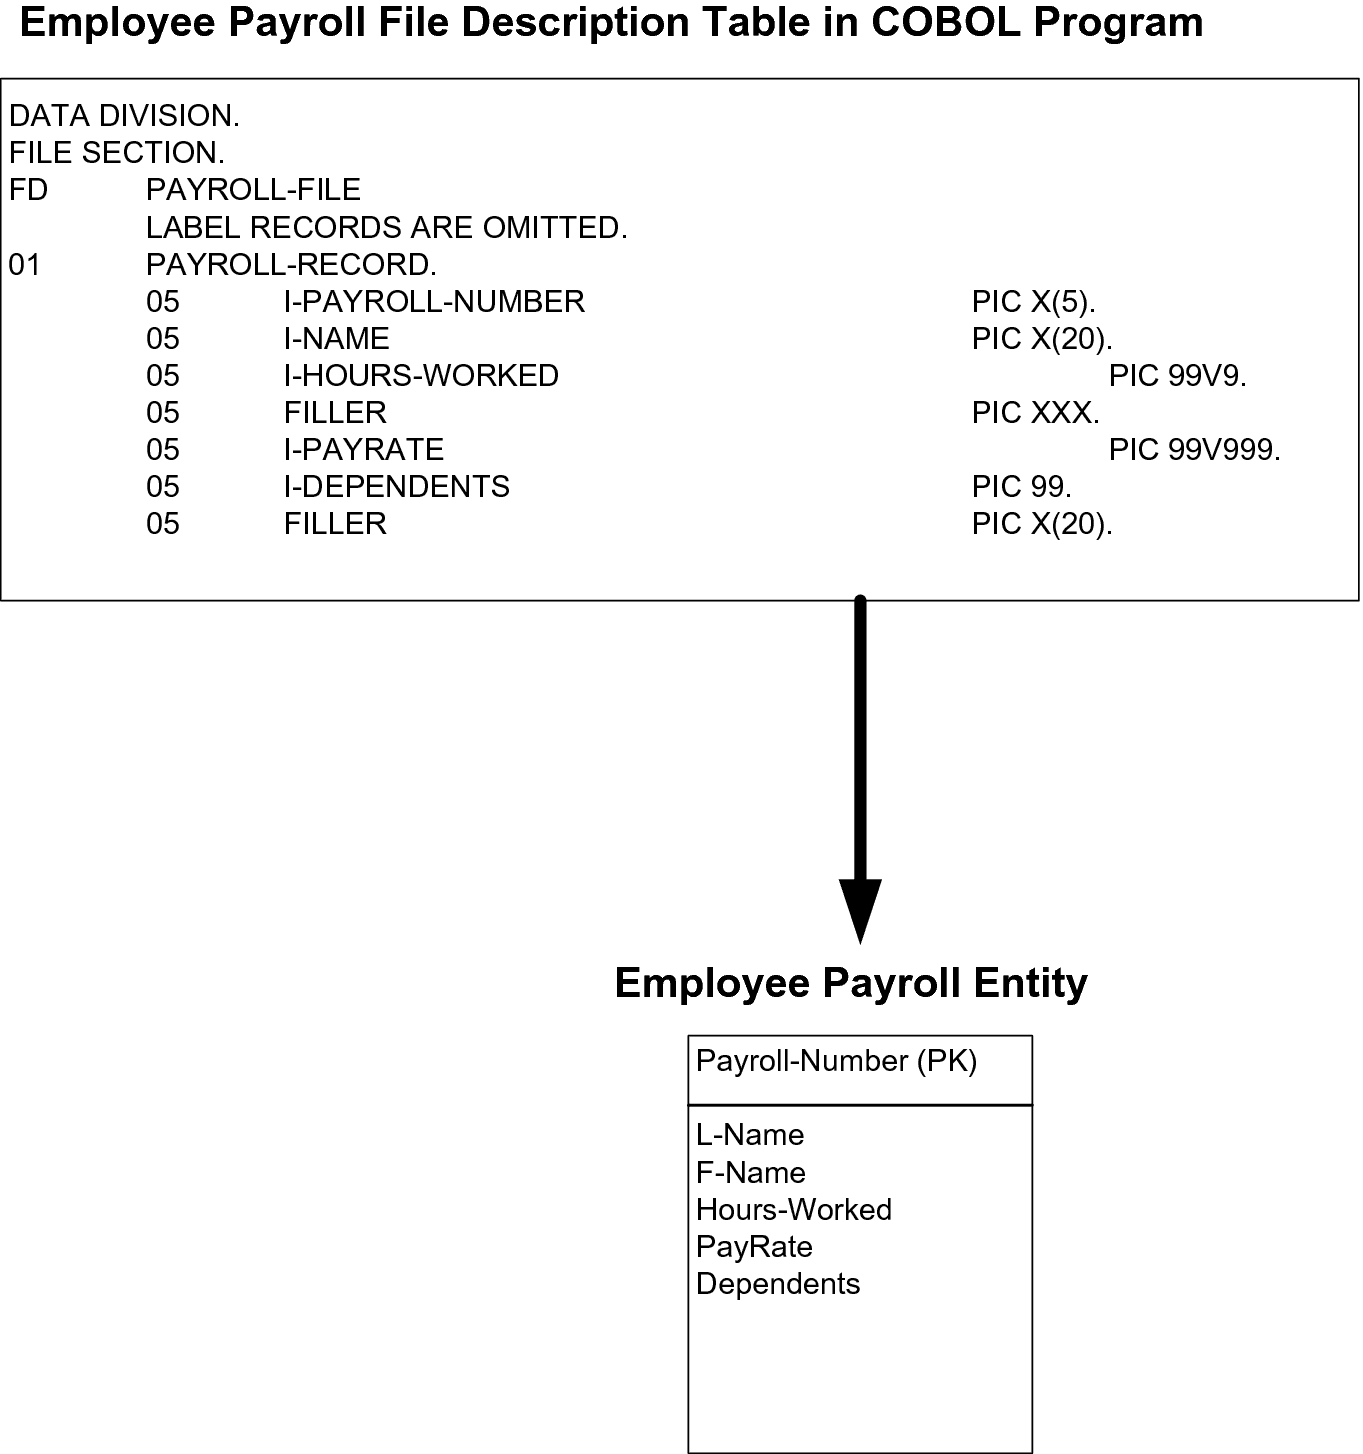 Employee Payroll File Description Table in COBOL Program
DATA DIVISION.
FILE SECTION.
FD PAYROLL-FILE
LABEL RECORDS ARE OMITTED.
01 PAYROLL-RECORD.
05 I-PAYROLL-NUMBER PIC X(5).
05 I-NAME PIC X(20).
05 I-HOURS-WORKED PIC 99V9.
05 FILLER PIC XXX.
05 I-PAYRATE PIC 99V999.
05 I-DEPENDENTS PIC 99.
05 FILLER PIC X(20).
Employee Payroll Entity
Payroll-Number (PK)
L-Name
F-Name
Hours-Worked
PayRate
Dependents